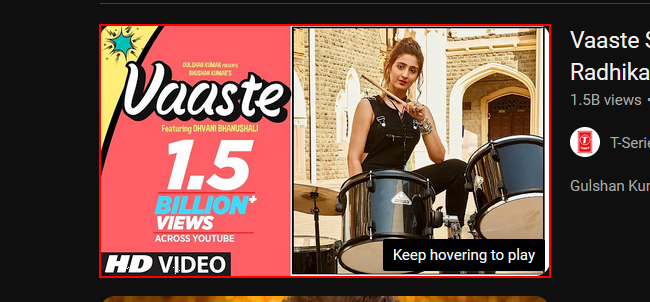 GULSHAN KUMAR PRESENTS
BHUSHAN KUMAR'S
Vaaste
Featuring DHVANI BHANUSHALI
1.5
BILLION+
VIEWS
ACROSS YOUTUBE
HD VIDEO
Keep hovering to play
Vaaste
Radhika
1.5B views •
T-Serie
Gulshan Kur